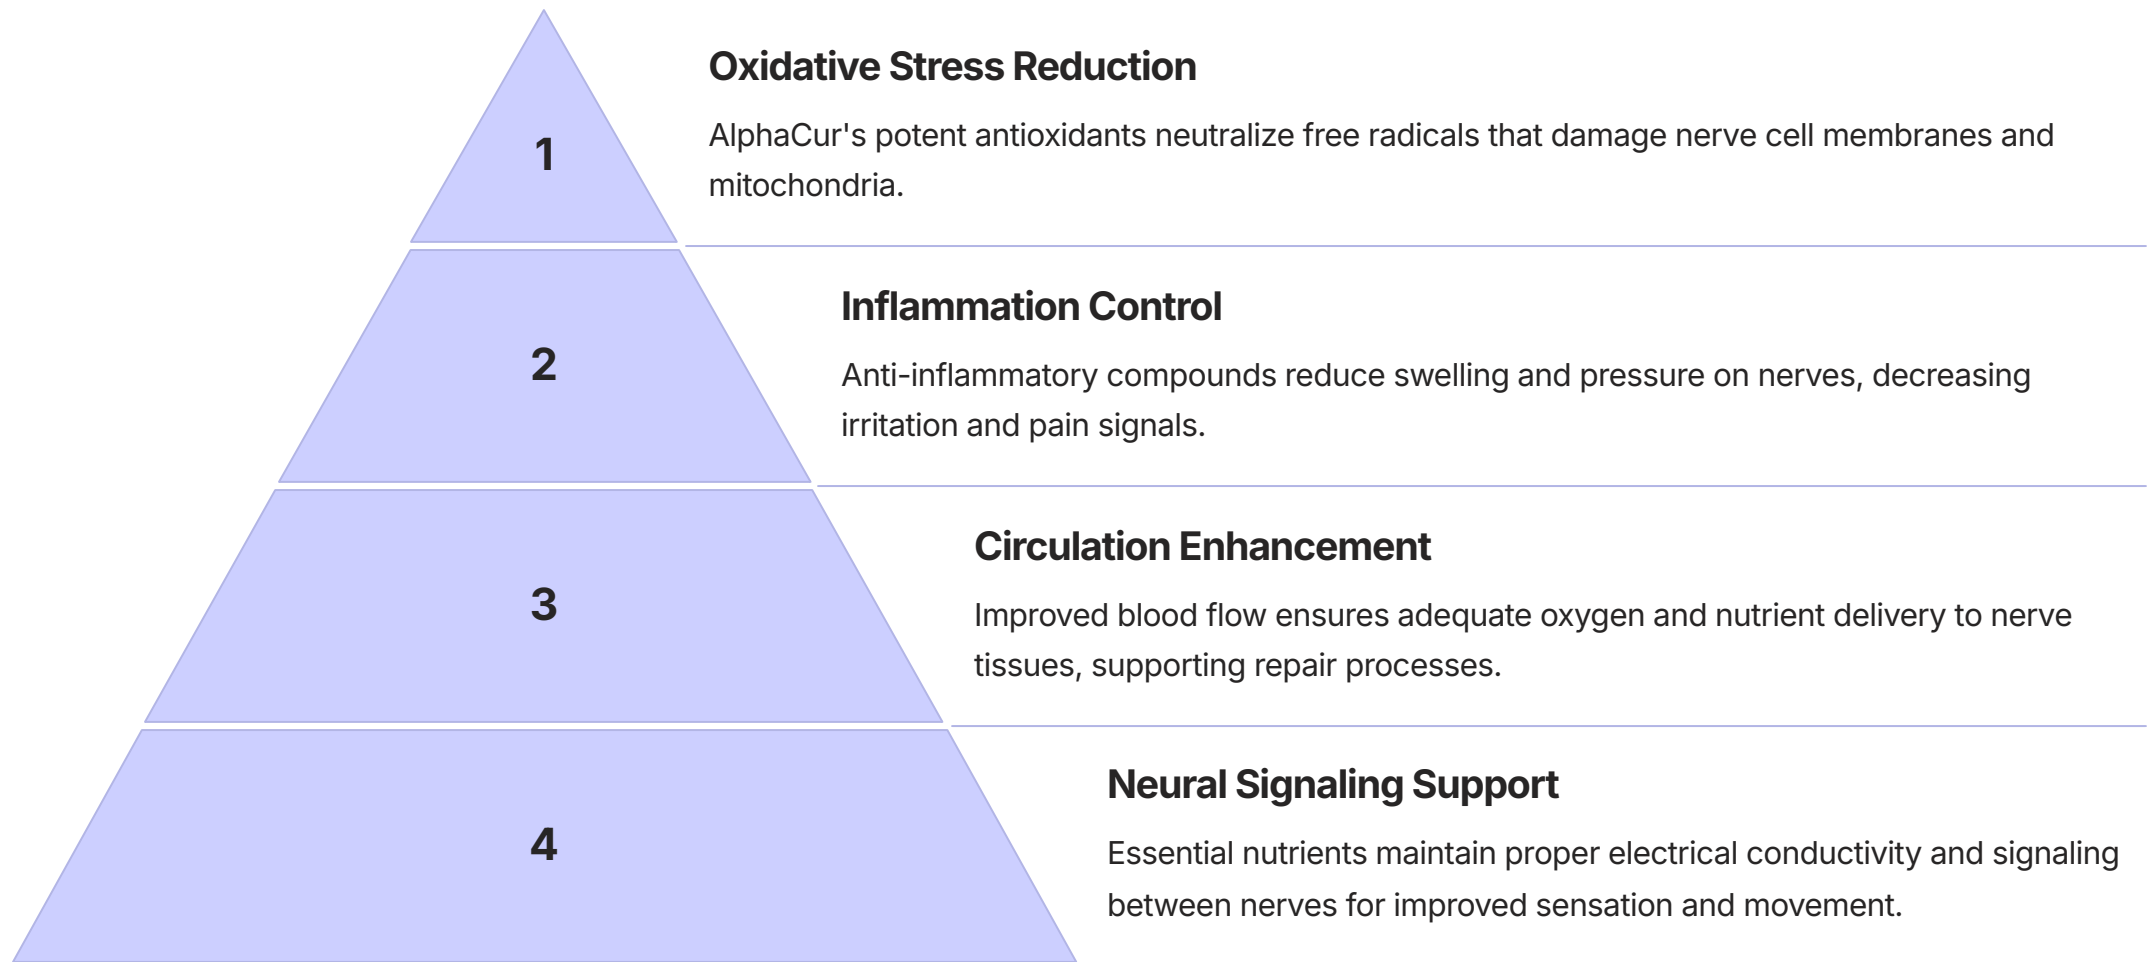 1
Oxidative Stress Reduction
AlphaCur's potent antioxidants neutralize free radicals that damage nerve cell membranes and
mitochondria.
2
Inflammation Control
Anti-inflammatory compounds reduce swelling and pressure on nerves, decreasing
irritation and pain signals.
3
Circulation Enhancement
Improved blood flow ensures adequate oxygen and nutrient delivery to nerve
tissues, supporting repair processes.
4
Neural Signaling Support
Essential nutrients maintain proper electrical conductivity and signaling
between nerves for improved sensation and movement.